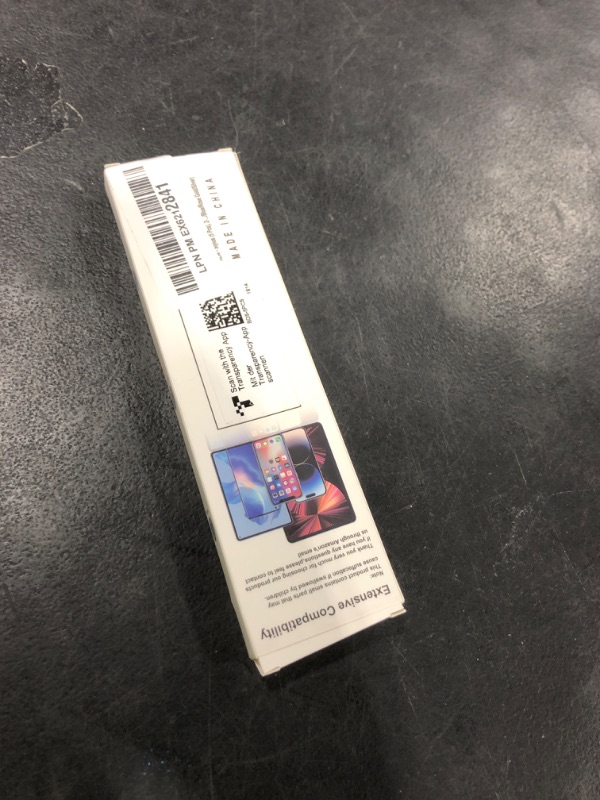 LPN PM EX6212841
MADE IN CHINA
Scan with the
Transparency App
Mit der
Transparency-App
scannen
Extensive Compatibility
Note:
This product contains small parts that may
cause suffocation if swallowed by children.
Thank you very much for choosing our products
If you have any questions,please feel to contact
us through Amazon's email